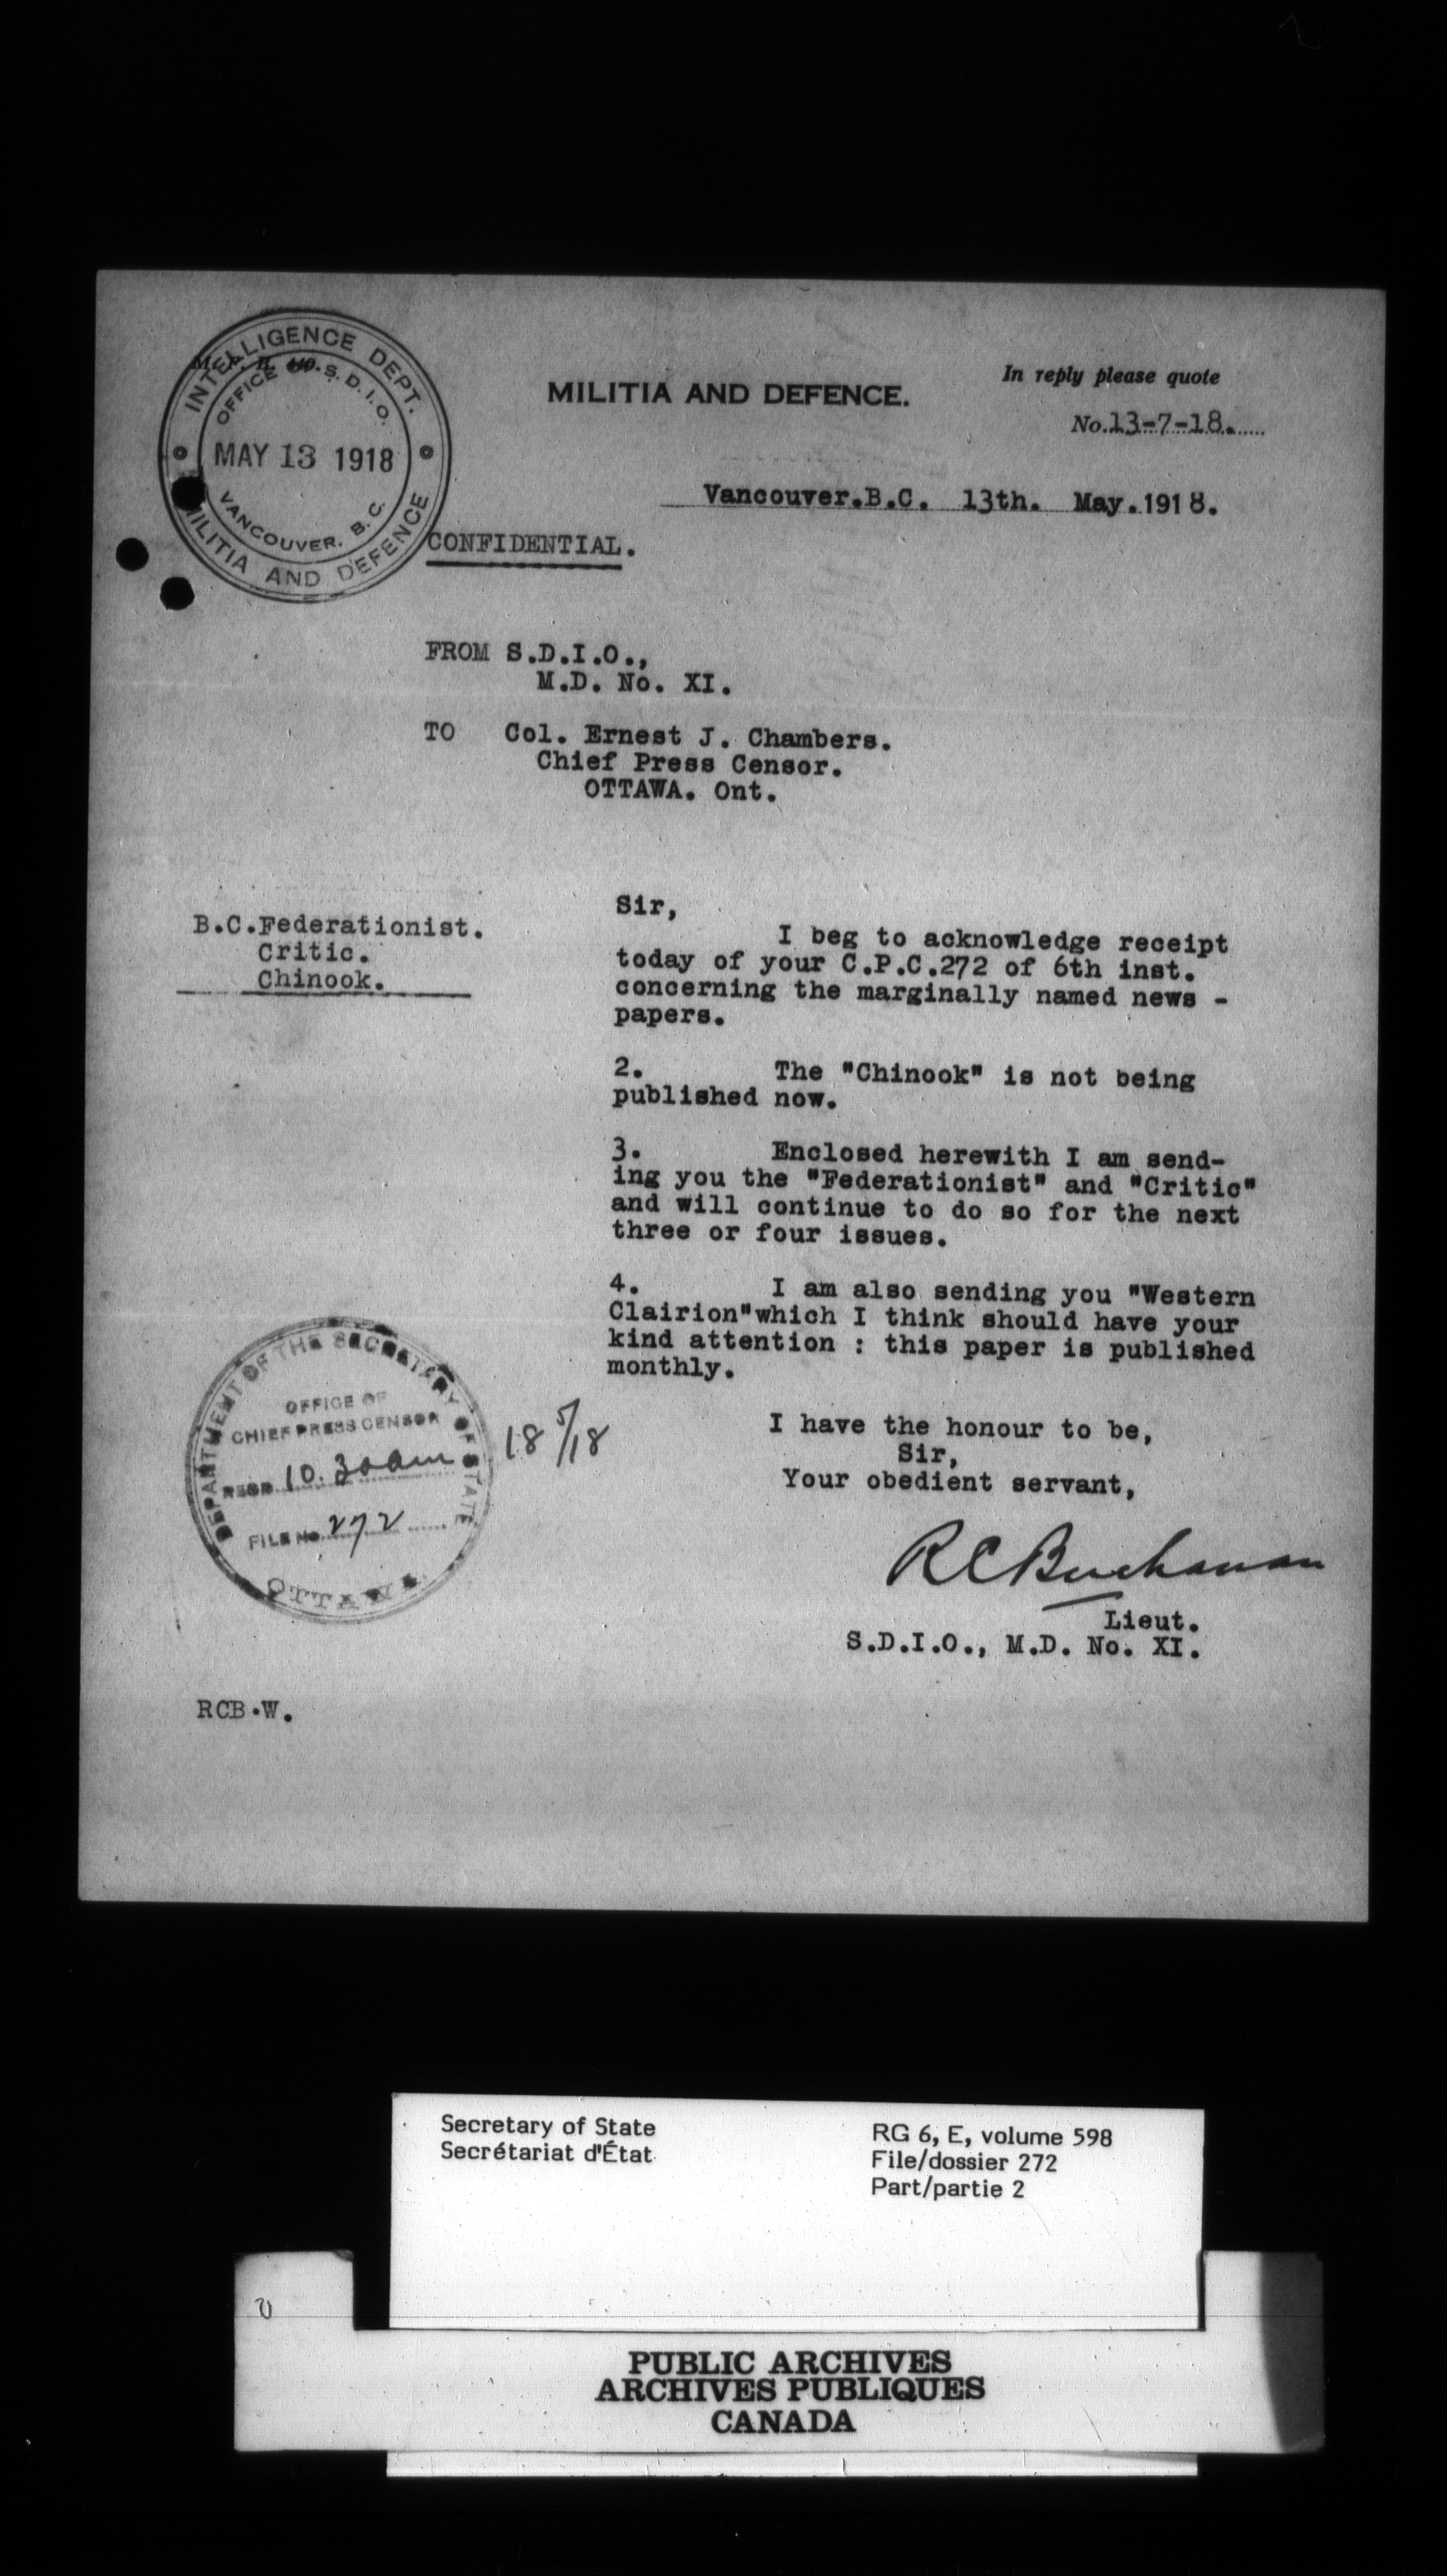 INTELLIGENCE DEPT.
OFFICE OF S.D.I.O.
MAY 13 1918
VANCOUVER. B.C.
MILITIA AND DEFENCE
MILITIA AND DEFENCE.
In reply please quote
No.13-7-18.
Vancouver.B.C. 13th. May.1918.
CONFIDENTIAL.
FROM S.D.I.O.,
M.D. No. XI.
TO Col. Ernest J. Chambers.
Chief Press Censor.
OTTAWA. Ont.
B.C.Federationist.
Critic.
Chinook.
Sir,
I beg to acknowledge receipt
today of your C.P.C.272 of 6th inst.
concerning the marginally named news -
papers.
2. The "Chinook" is not being
published now.
3. Enclosed herewith I am send-
ing you the "Federationist" and "Critic"
and will continue to do so for the next
three or four issues.
4. I am also sending you "Western
Clairion"which I think should have your
kind attention : this paper is published
monthly.
I have the honour to be,
Sir,
Your obedient servant,
RCBuchanan
Lieut.
S.D.I.O., M.D. No. XI.
DEPARTMENT OF THE SECRETARY OF STATE
OFFICE OF
CHIEF PRESS CENSOR
RECD 10.30am 18 5/18
FILE No. 272
OTTAWA
RCB.W.
Secretary of State
Secrétariat d'État
RG 6, E, volume 598
File/dossier 272
Part/partie 2
PUBLIC ARCHIVES
ARCHIVES PUBLIQUES
CANADA